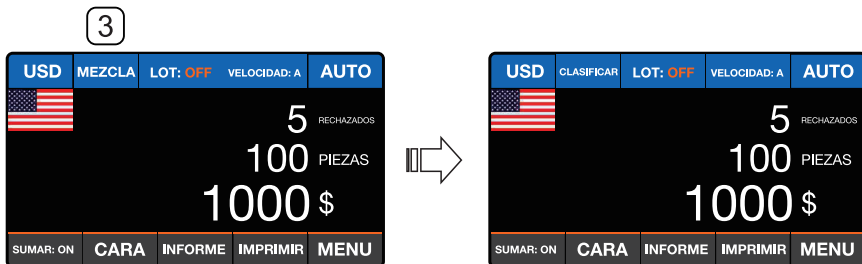 3
USD MEZCLA LOT: OFF VELOCIDAD: A AUTO
5 RECHAZADOS
100 PIEZAS
1000 $
SUMAR: ON CARA INFORME IMPRIMIR MENU
USD CLASIFICAR LOT: OFF VELOCIDAD: A AUTO
5 RECHAZADOS
100 PIEZAS
1000 $
SUMAR: ON CARA INFORME IMPRIMIR MENU